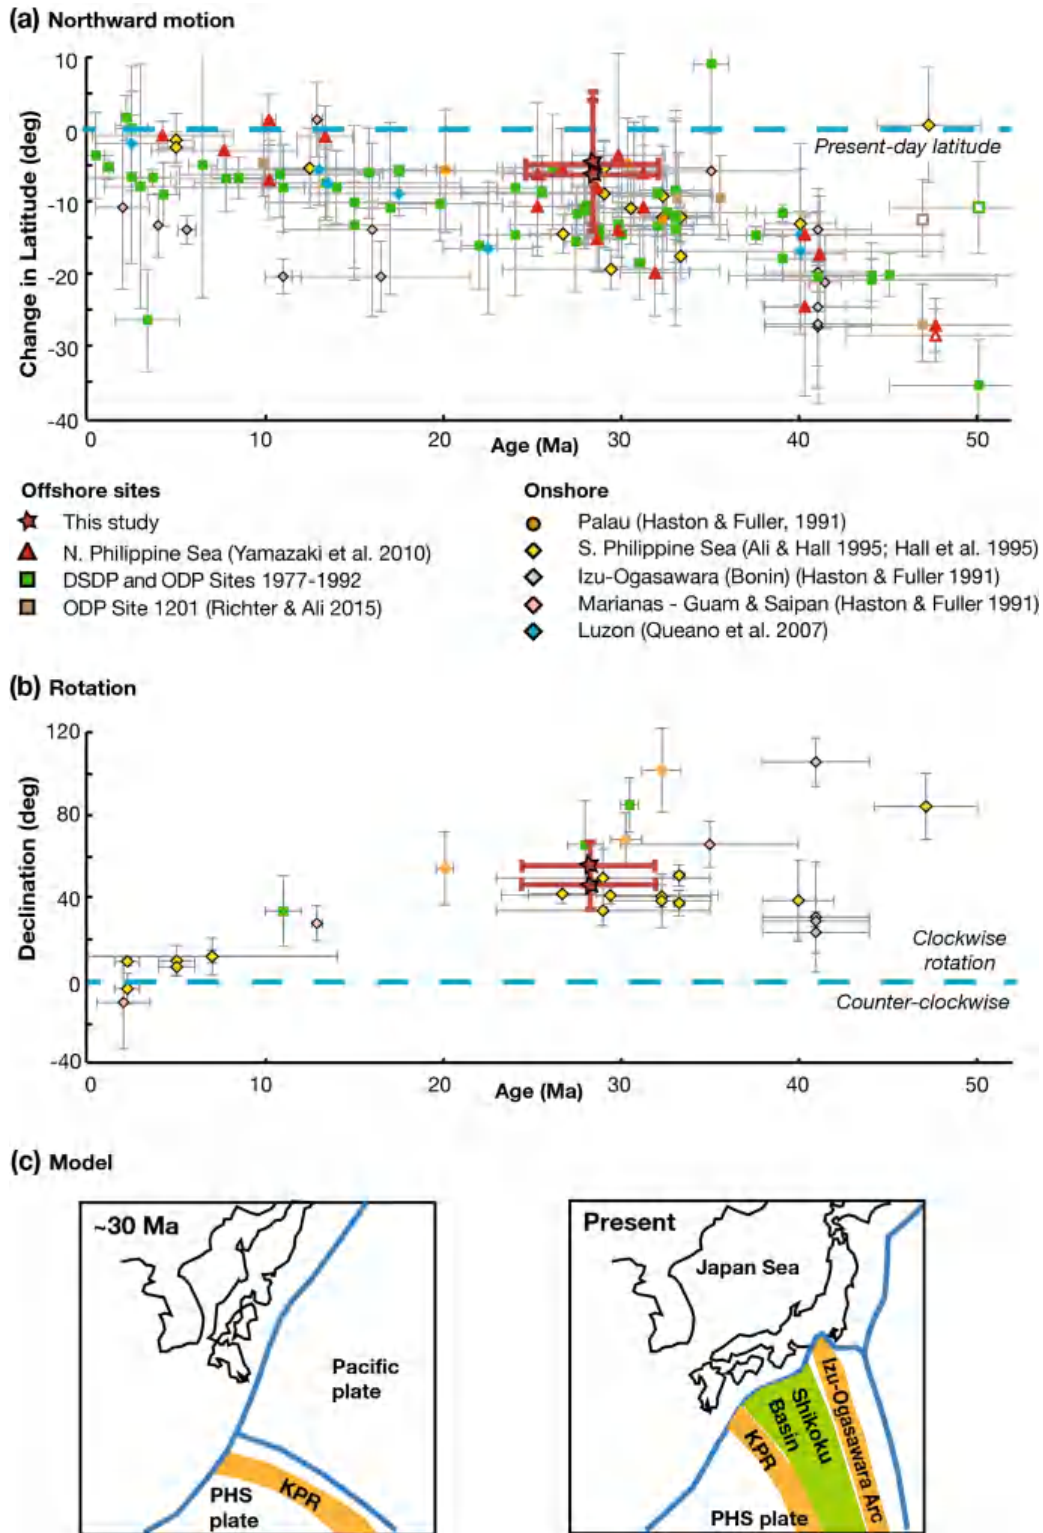 (a) Northward motion
10
0
-10
-20
-30
-40
Change in Latitude (deg)
Present-day latitude
0 10 20 30 40 50
Age (Ma)
Offshore sites
This study
N. Philippine Sea (Yamazaki et al. 2010)
DSDP and ODP Sites 1977-1992
ODP Site 1201 (Richter & Ali 2015)
Onshore
Palau (Haston & Fuller, 1991)
S. Philippine Sea (Ali & Hall 1995; Hall et al. 1995)
Izu-Ogasawara (Bonin) (Haston & Fuller 1991)
Marianas - Guam & Saipan (Haston & Fuller 1991)
Luzon (Queano et al. 2007)
(b) Rotation
120
80
40
0
-40
Declination (deg)
Clockwise
rotation
Counter-clockwise
0 10 20 30 40 50
Age (Ma)
(c) Model
~30 Ma
Pacific
plate
KPR
PHS
plate
Present
Japan Sea
Izu-Ogasawara Arc
Shikoku
Basin
KPR
PHS plate